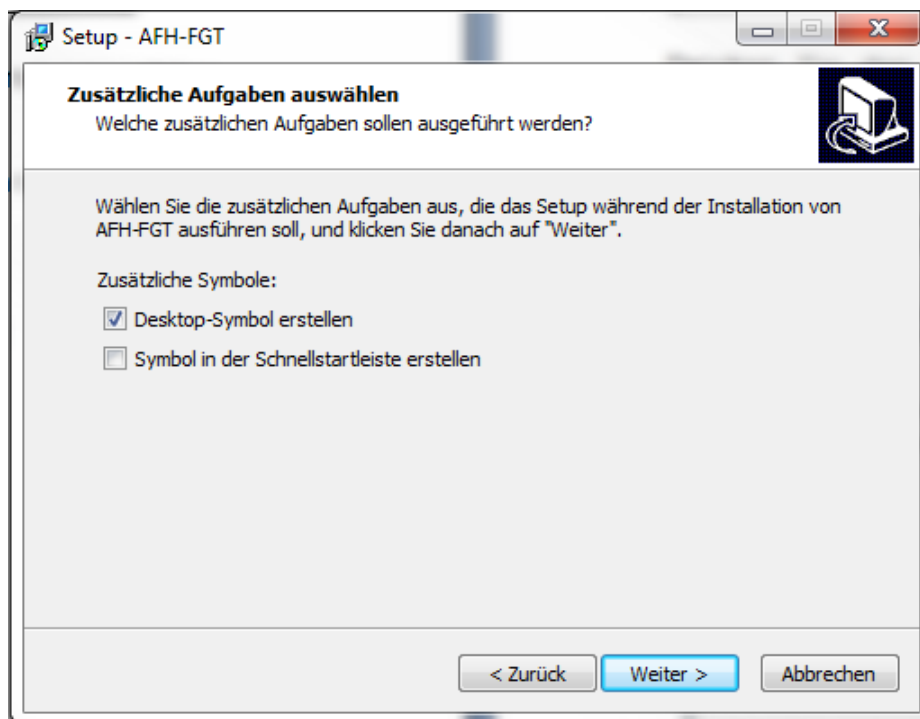 Setup - AFH-FGT
Zusätzliche Aufgaben auswählen
Welche zusätzlichen Aufgaben sollen ausgeführt werden?
Wählen Sie die zusätzlichen Aufgaben aus, die das Setup während der Installation von
AFH-FGT ausführen soll, und klicken Sie danach auf "Weiter".
Zusätzliche Symbole:
Desktop-Symbol erstellen
Symbol in der Schnellstartleiste erstellen
< Zurück
Weiter >
Abbrechen